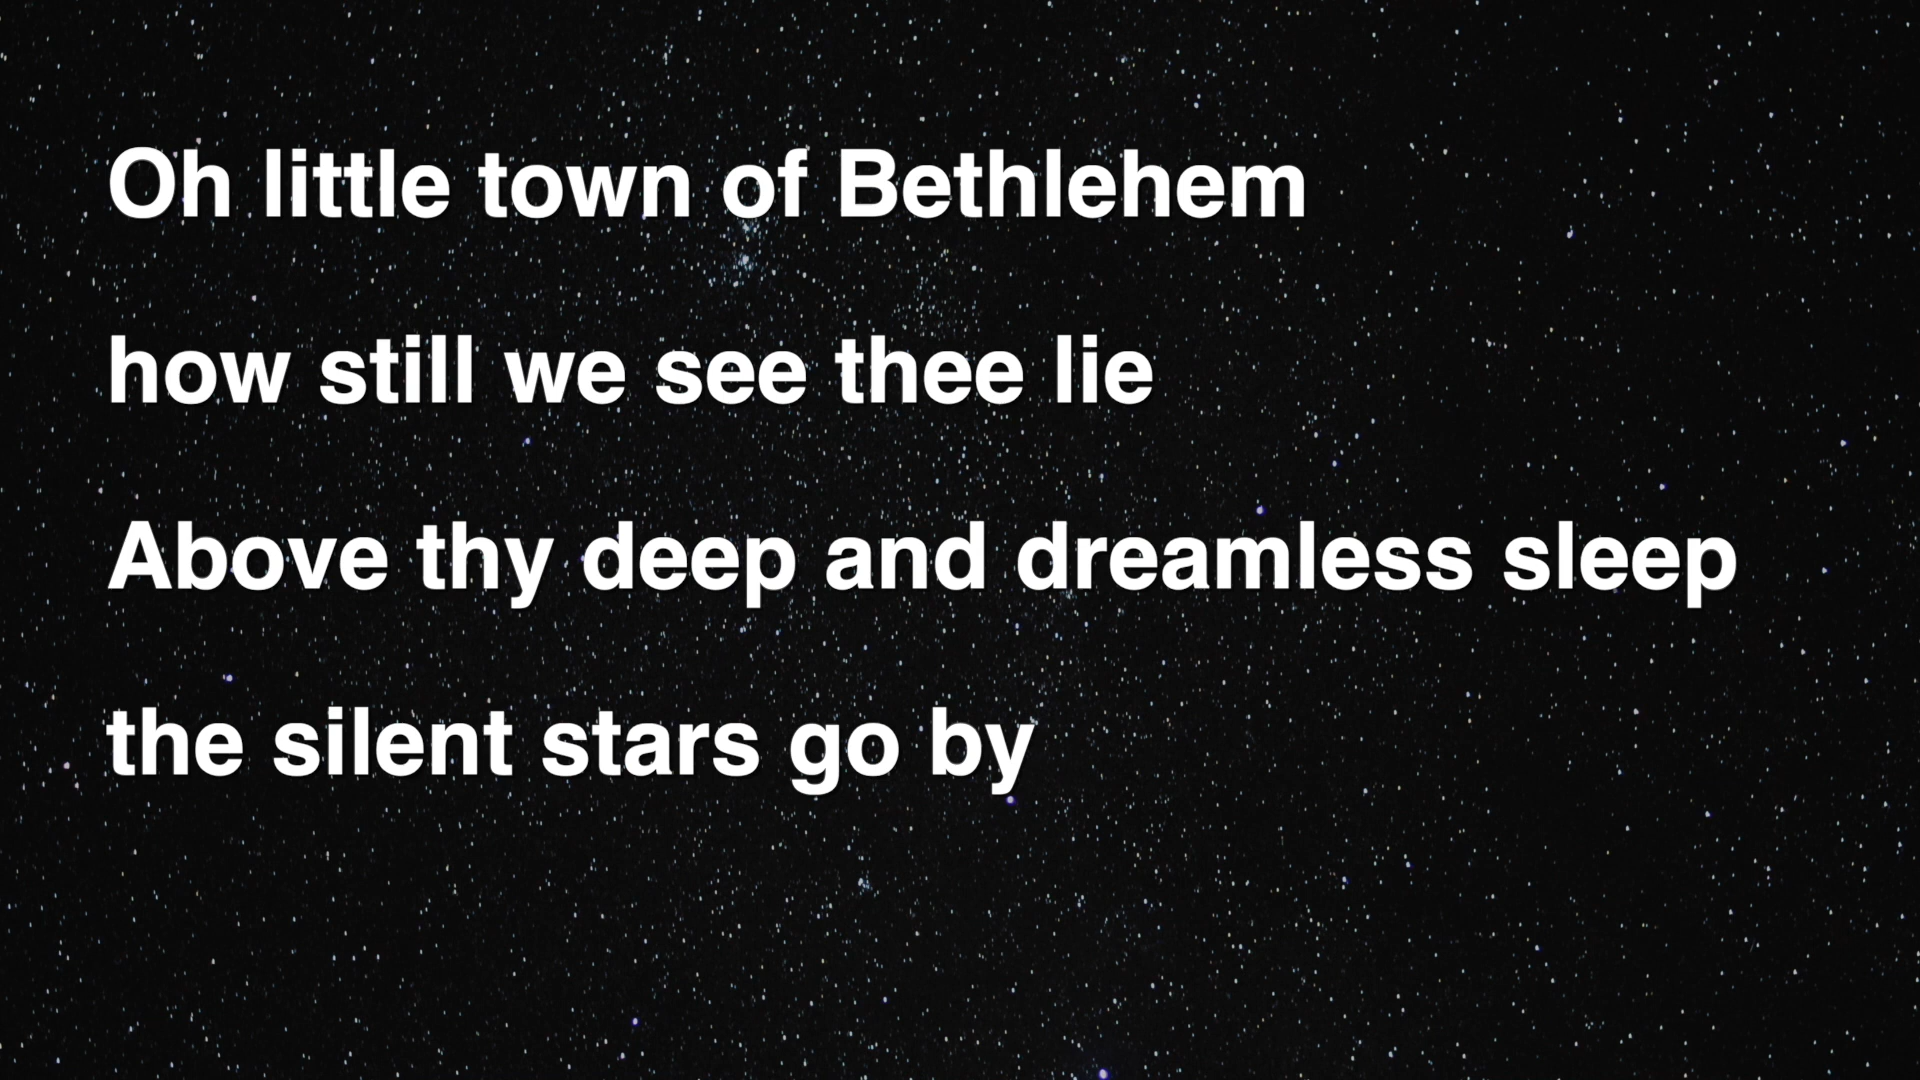 Oh little town of Bethlehem
how still we see thee lie
Above thy deep and dreamless sleep
the silent stars go by